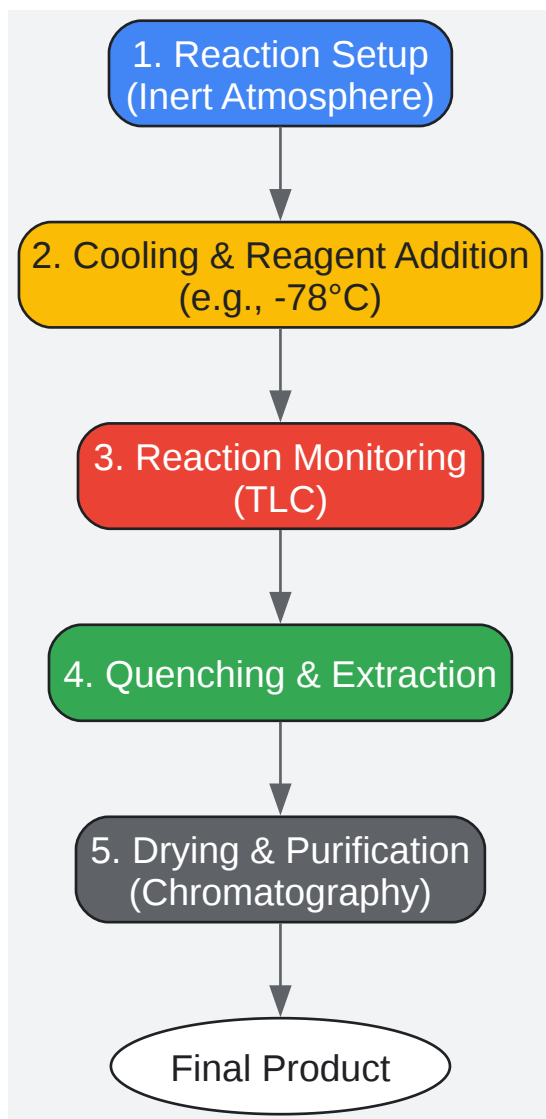 1. Reaction Setup
(Inert Atmosphere)
2. Cooling & Reagent Addition
(e.g., -78°C)
3. Reaction Monitoring
(TLC)
4. Quenching & Extraction
5. Drying & Purification
(Chromatography)
Final Product